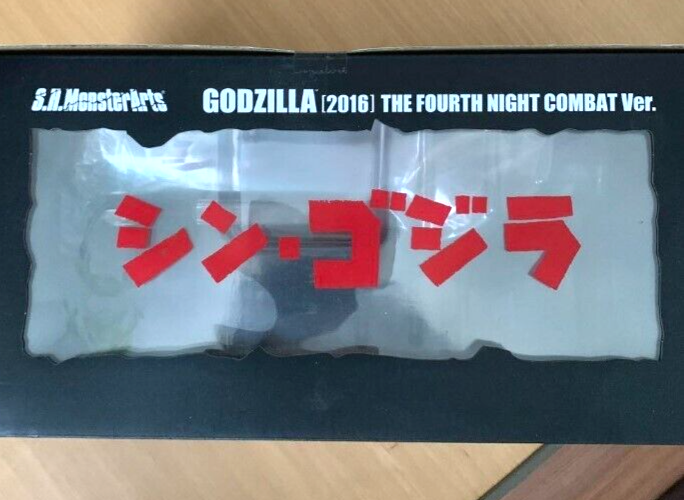 S.H.MonsterArts GODZILLA [2016] THE FOURTH NIGHT COMBAT Ver.
シン・ゴジラ